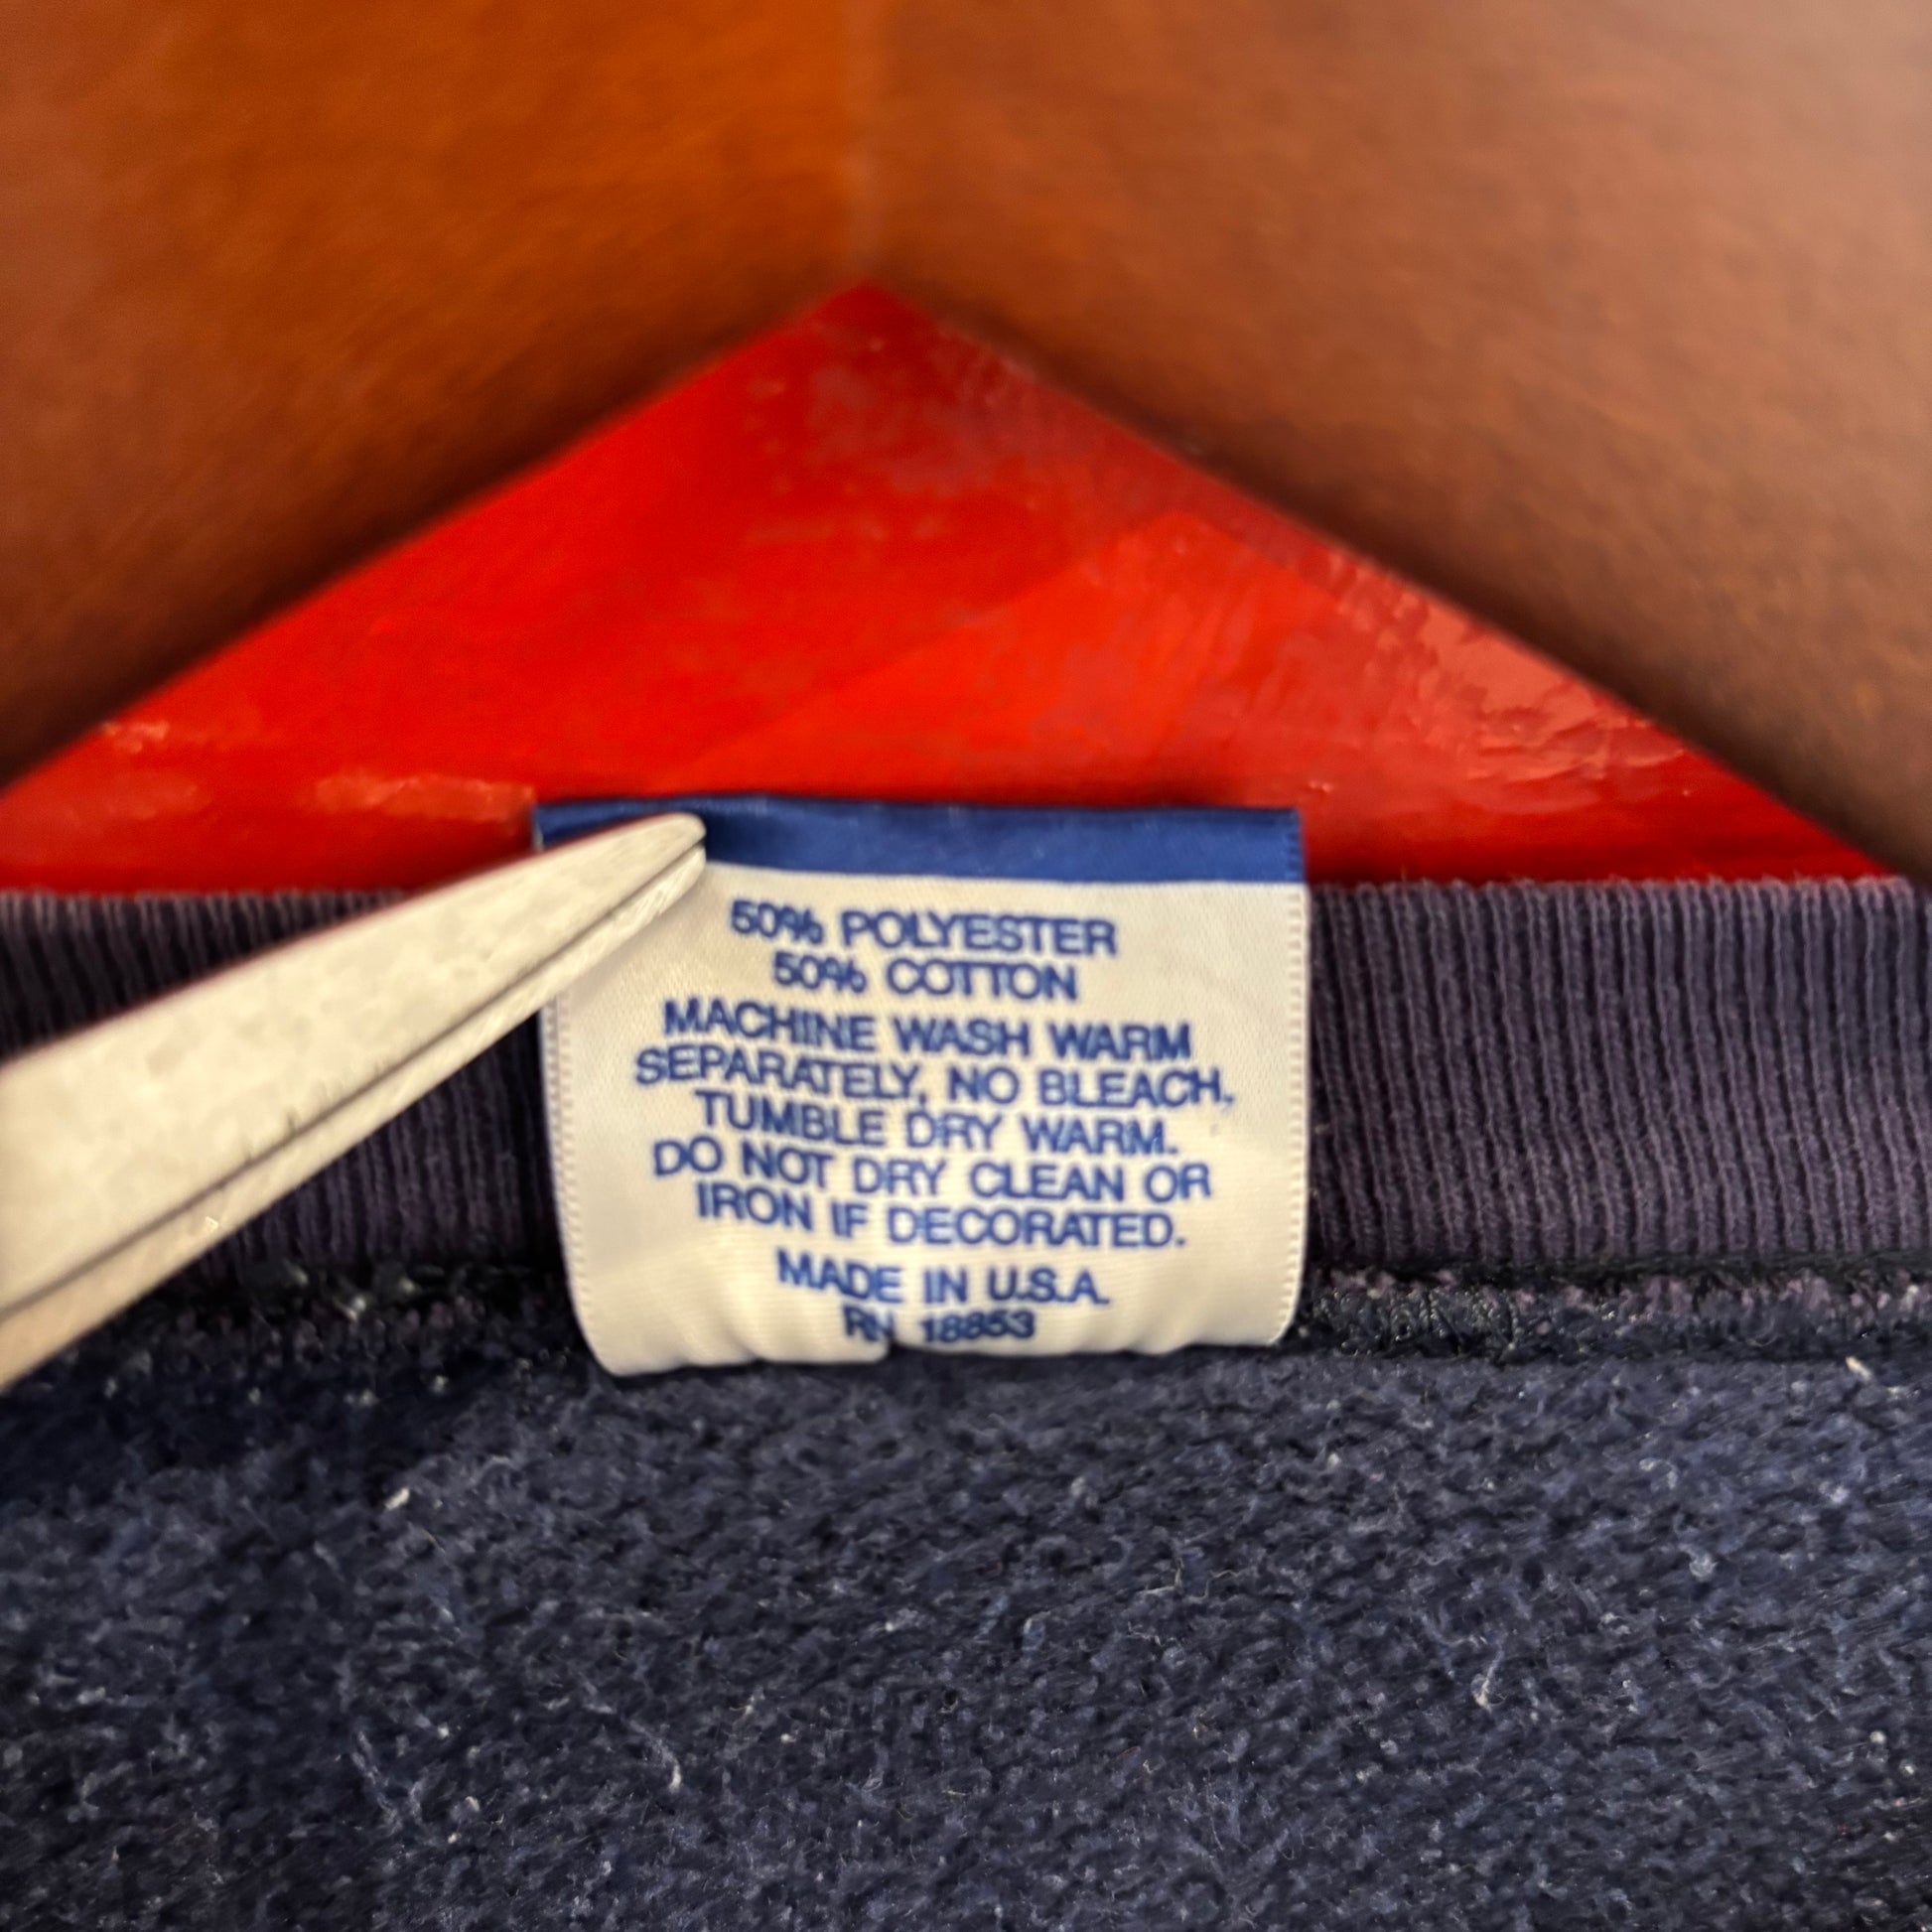 50% POLYESTER
50% COTTON
MACHINE WASH WARM
SEPARATELY, NO BLEACH.
TUMBLE DRY WARM.
DO NOT DRY CLEAN OR
IRON IF DECORATED.
MADE IN U.S.A.
RN 18853